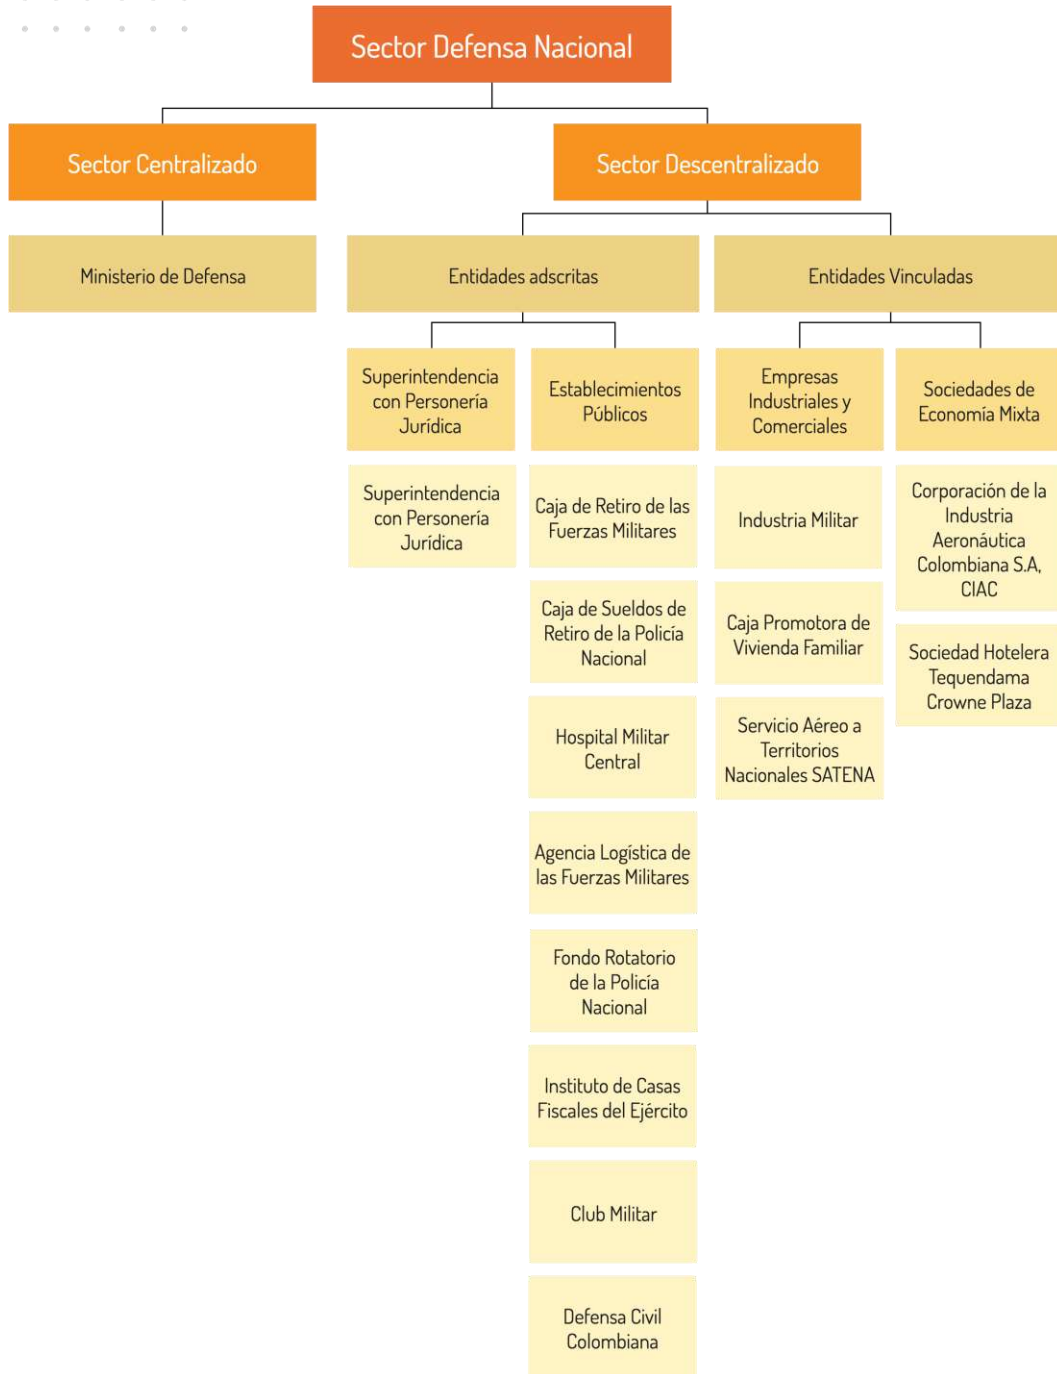 Sector Defensa Nacional
Sector Centralizado
Sector Descentralizado
Ministerio de Defensa
Entidades adscritas
Entidades Vinculadas
Superintendencia
con Personería
Jurídica
Establecimientos
Públicos
Empresas
Industriales y
Comerciales
Sociedades de
Economía Mixta
Superintendencia
con Personería
Jurídica
Caja de Retiro de las
Fuerzas Militares
Industria Militar
Corporación de la
Industria
Aeronáutica
Colombiana S.A,
CIAC
Caja de Sueldos de
Retiro de la Policía
Nacional
Caja Promotora de
Vivienda Familiar
Sociedad Hotelera
Tequendama
Crowne Plaza
Hospital Militar
Central
Servicio Aéreo a
Territorios
Nacionales SATENA
Agencia Logística de
las Fuerzas Militares
Fondo Rotatorio
de la Policía
Nacional
Instituto de Casas
Fiscales del Ejército
Club Militar
Defensa Civil
Colombiana